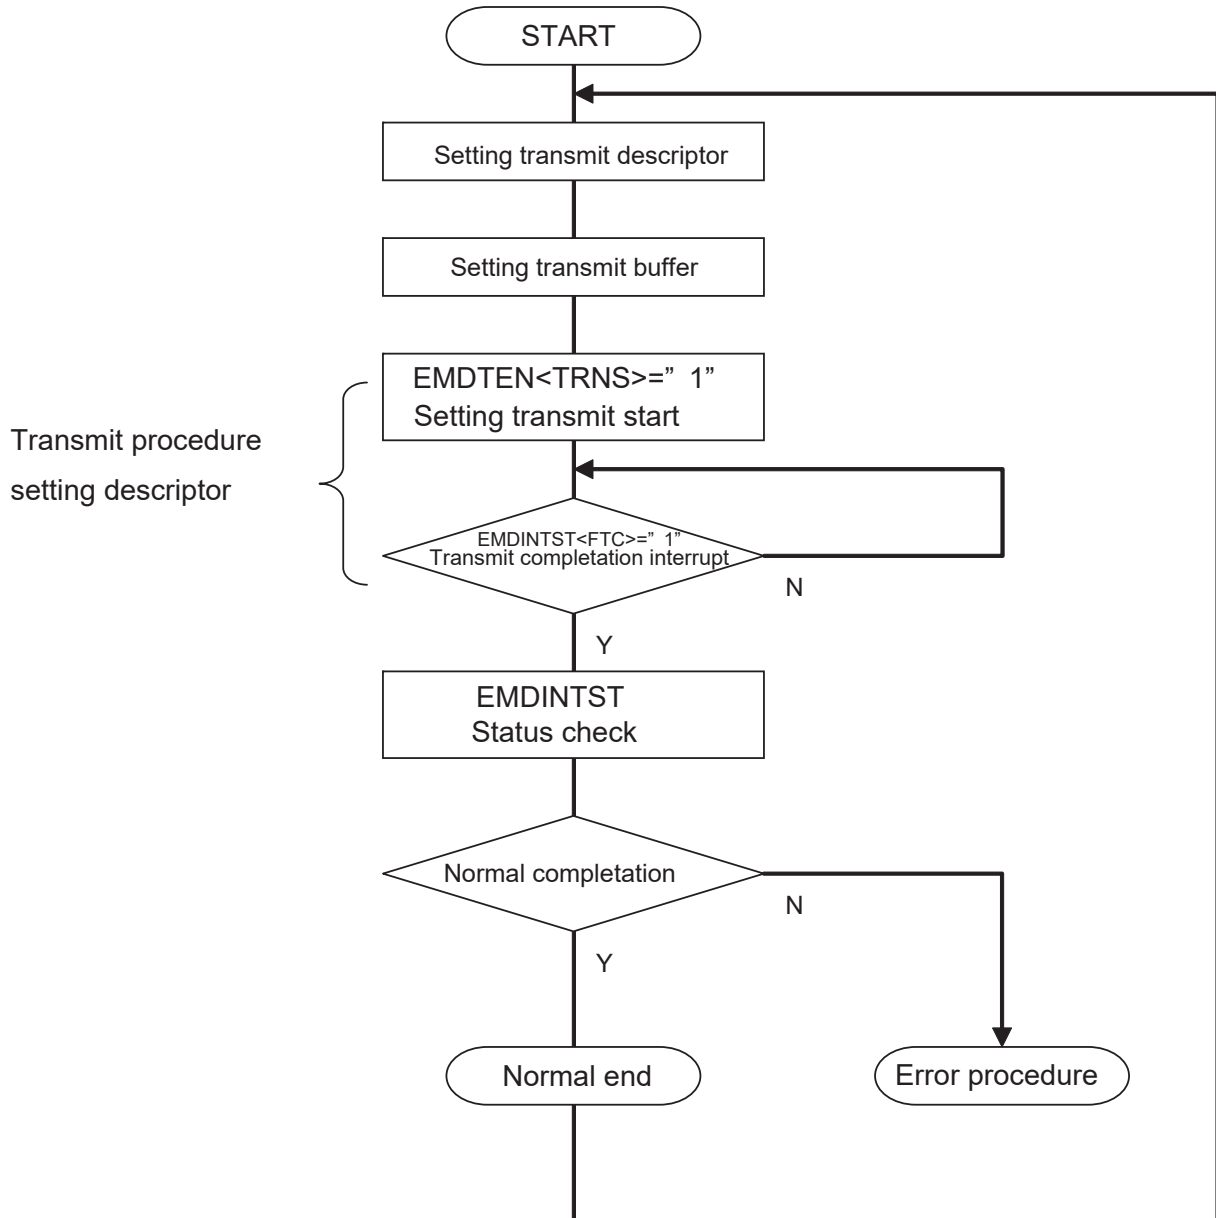 START
Setting transmit descriptor
Setting transmit buffer
EMDTEN<TRNS>=” 1”
Setting transmit start
Transmit procedure
setting descriptor
EMDINTST<FTC>=” 1”
Transmit completation interrupt
N
Y
EMDINTST
Status check
Normal completation
N
Y
Normal end
Error procedure